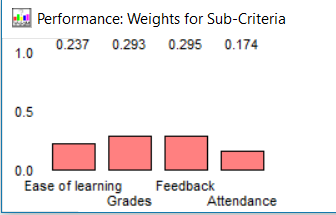 Performance: Weights for Sub-Criteria
0.237 0.293 0.295 0.174
1.0
0.5
0.0
Ease of learning Feedback
Grades Attendance